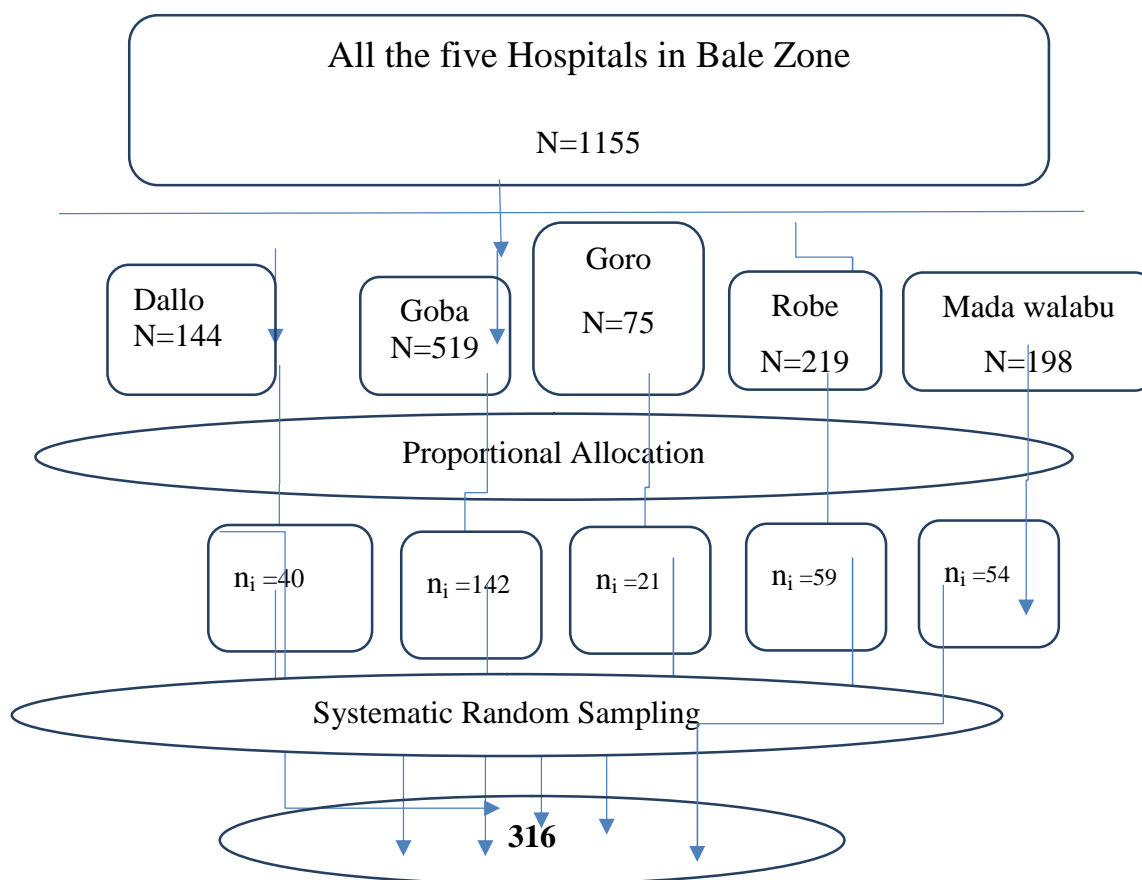 All the five Hospitals in Bale Zone
N=1155
Dallo
N=144
Goba
N=519
Goro
N=75
Robe
N=219
Mada walabu
N=198
Proportional Allocation
nᵢ =40
nᵢ =142
nᵢ =21
nᵢ =59
nᵢ =54
Systematic Random Sampling
316